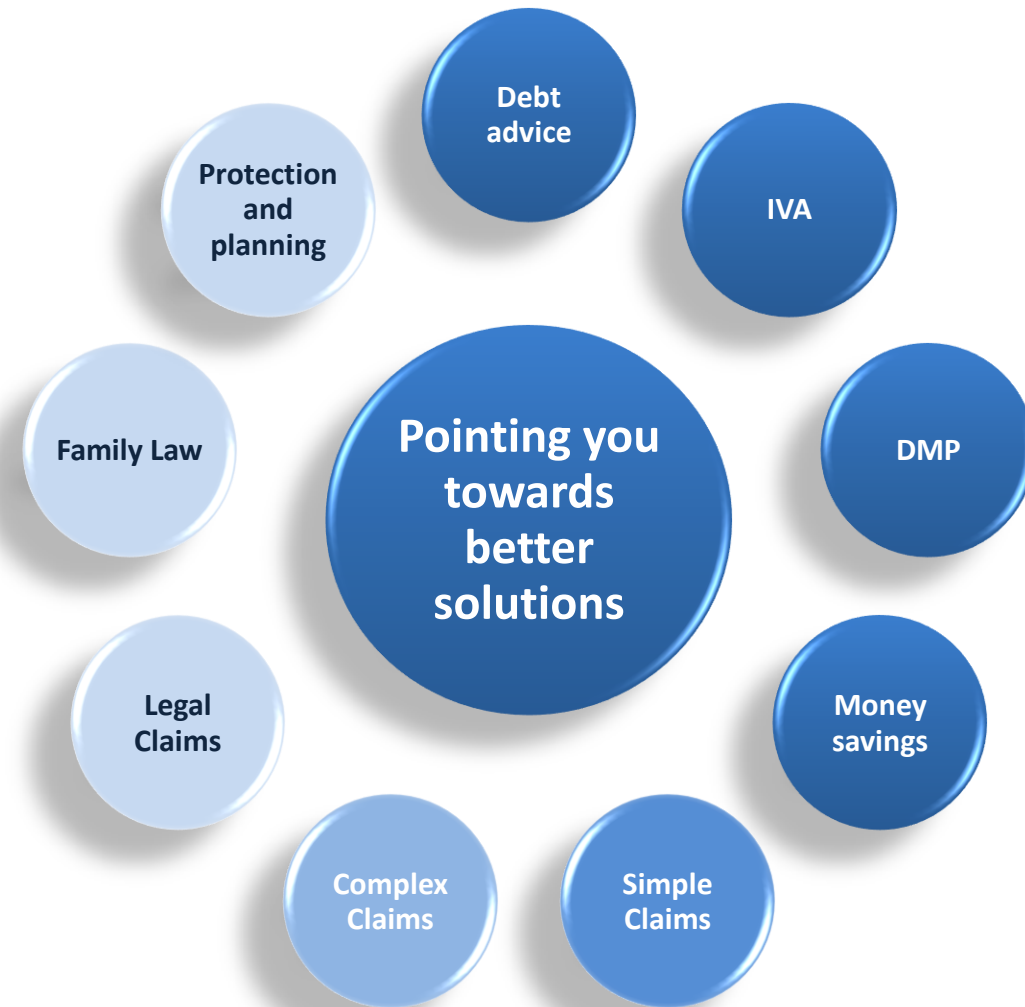 Debt
advice
IVA
DMP
Money
savings
Simple
Claims
Complex
Claims
Legal
Claims
Family Law
Protection
and
planning
Pointing you
towards
better
solutions